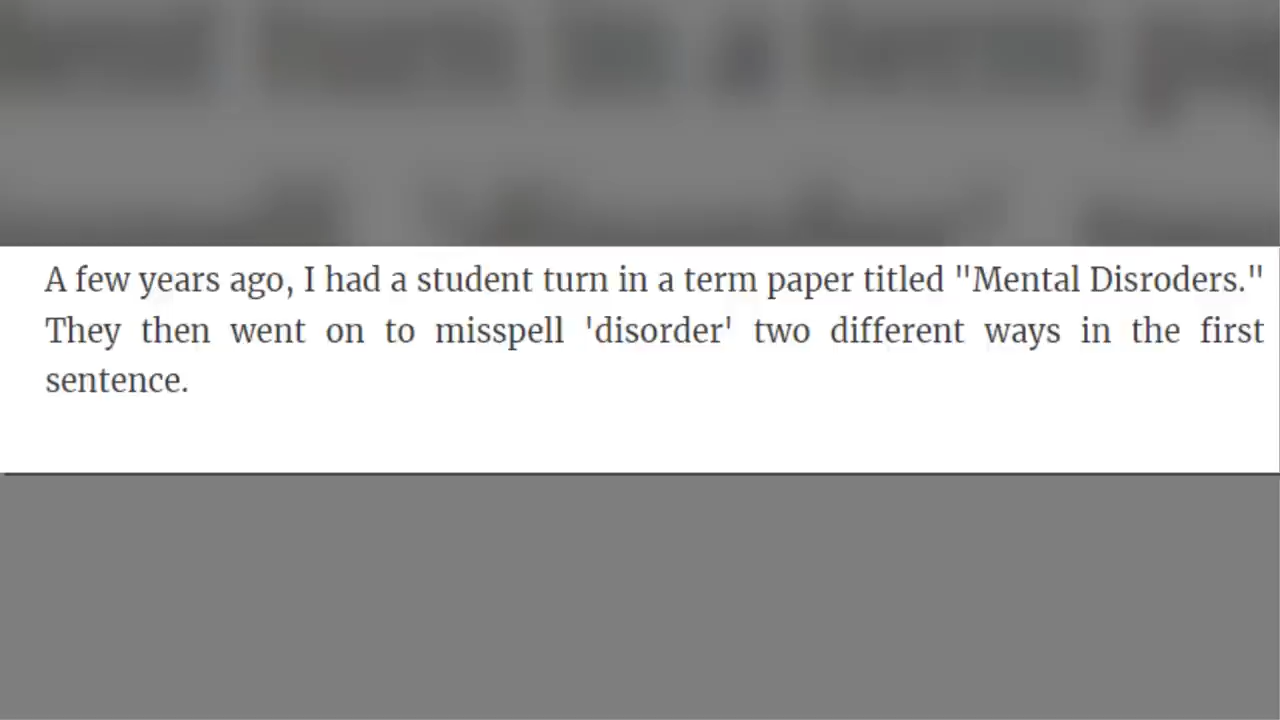 A few years ago, I had a student turn in a term paper titled "Mental Disroders."
They then went on to misspell 'disorder' two different ways in the first
sentence.